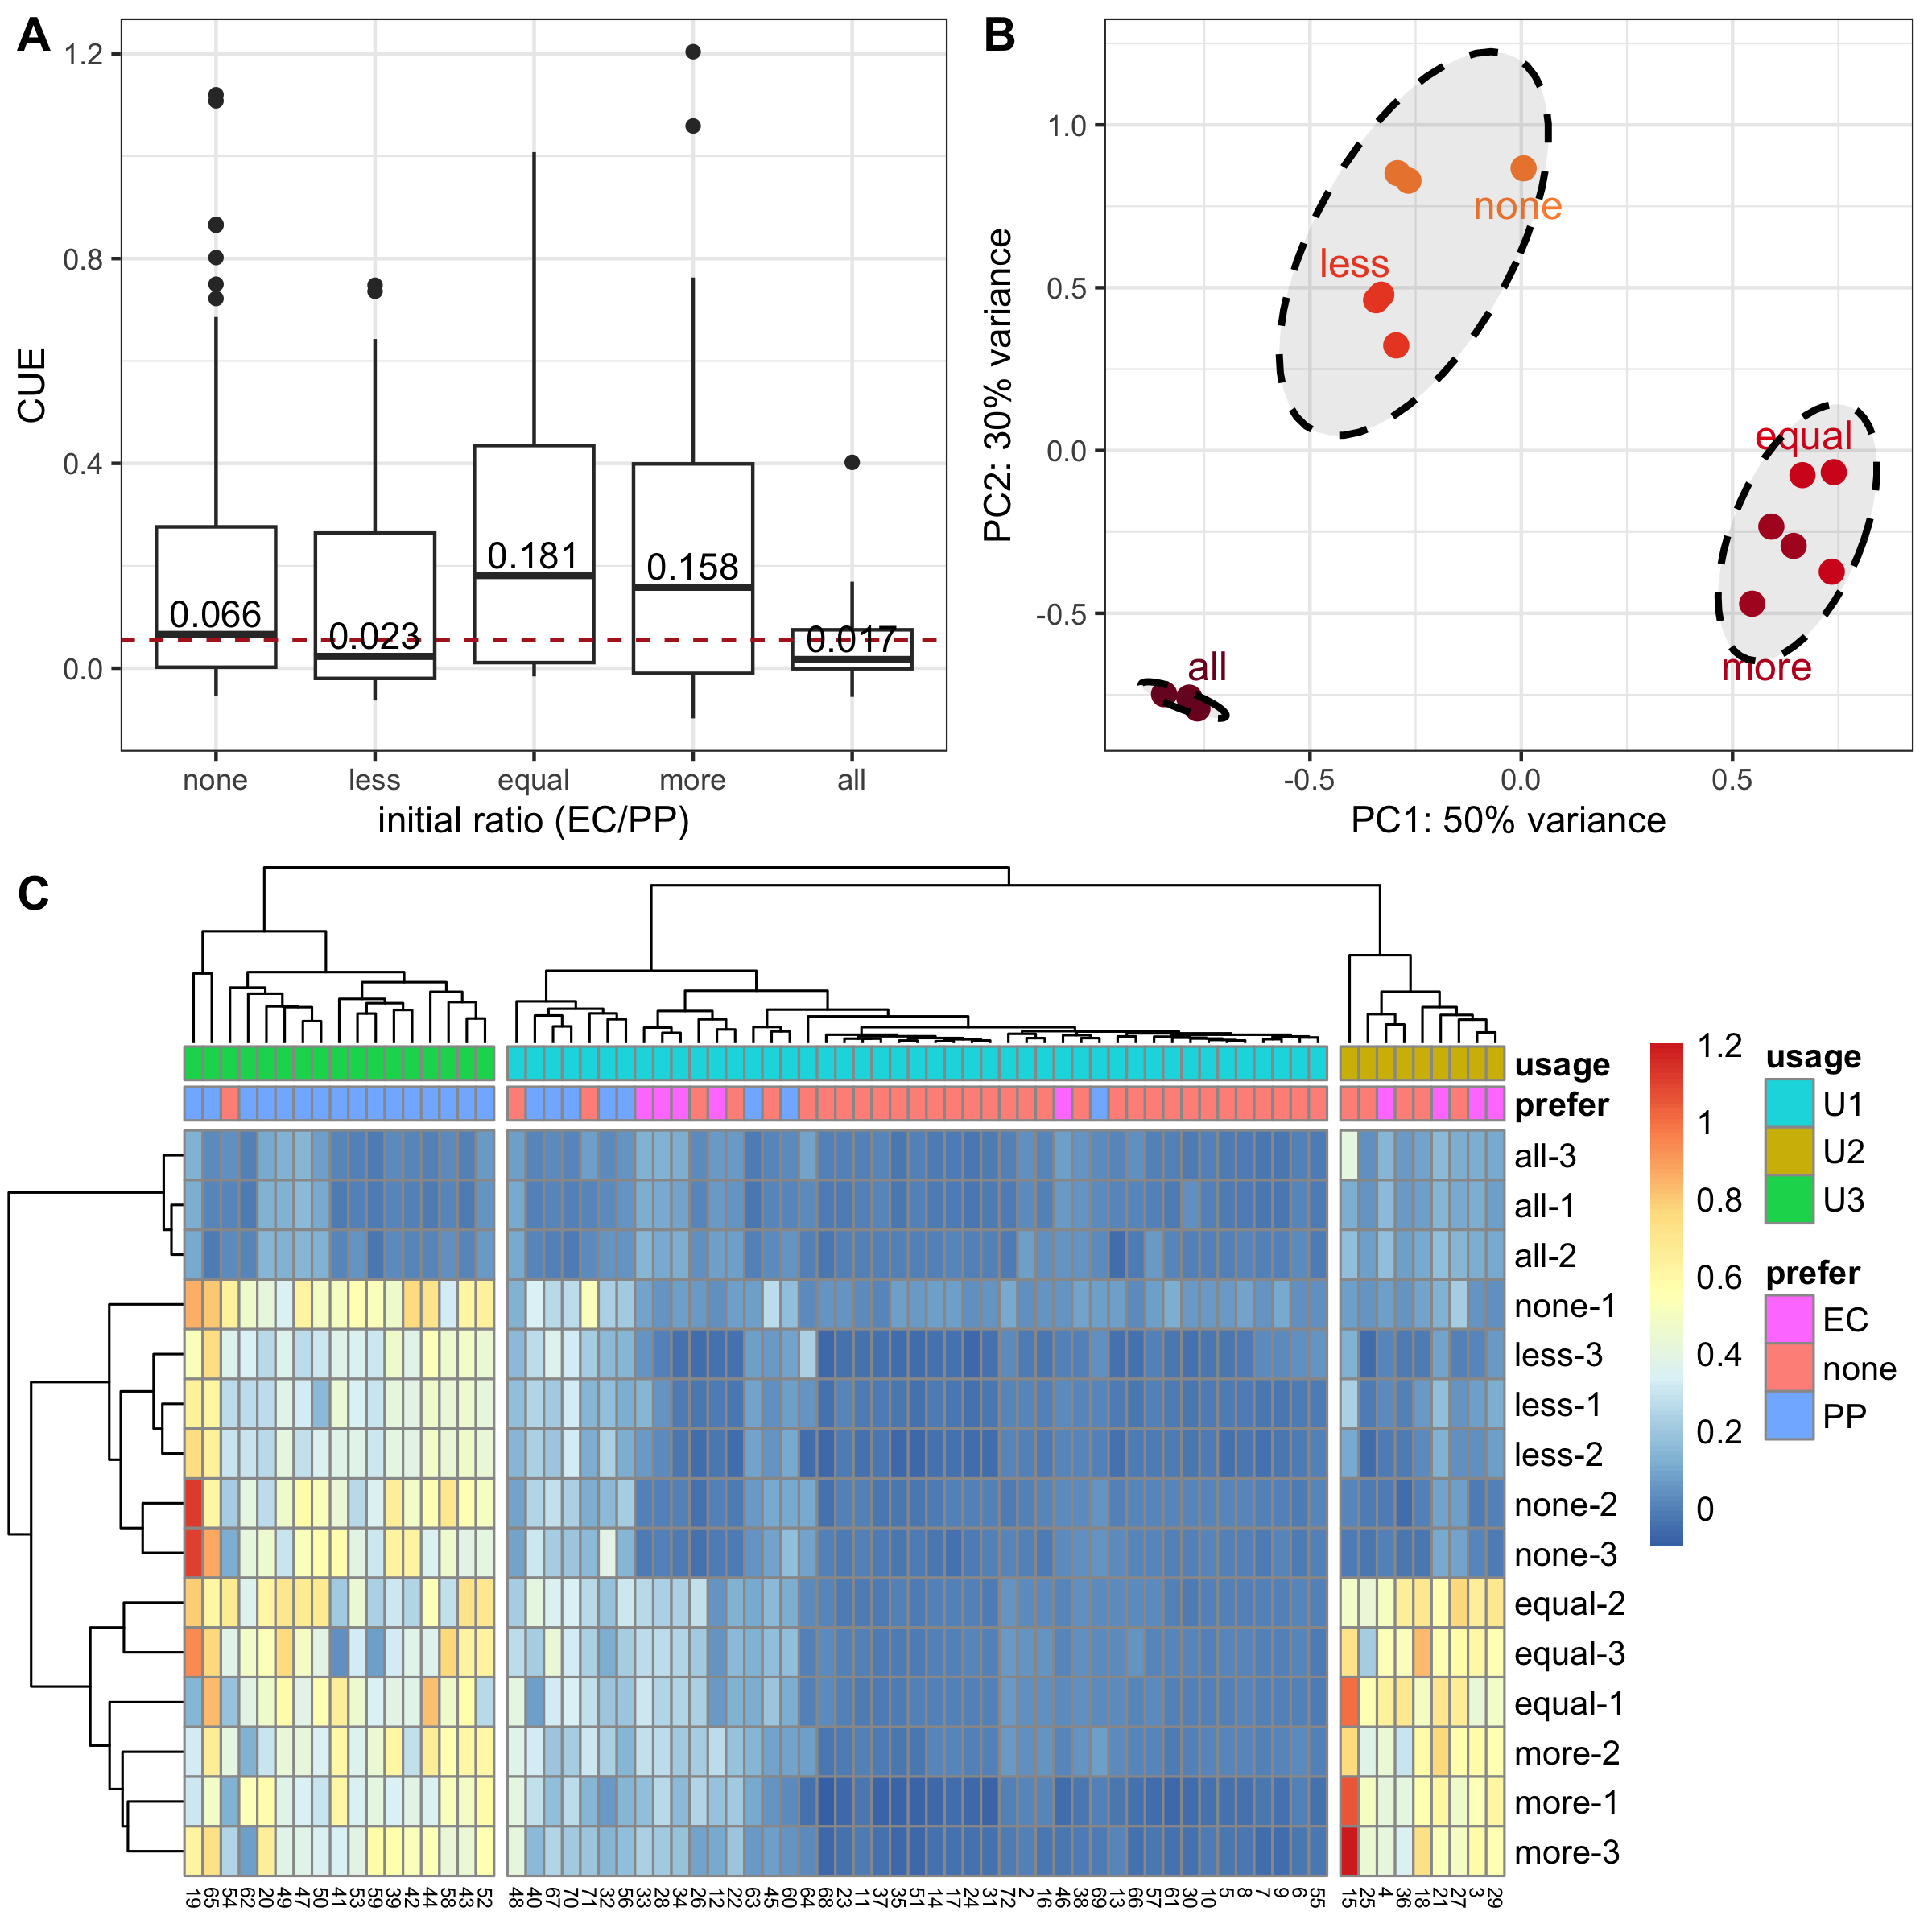 A
1.2
0.8
0.4
0.0
CUE
0.066
0.023
0.181
0.158
0.017
none less equal more all
initial ratio (EC/PP)
B
1.0
0.5
0.0
-0.5
PC2: 30% variance
none
less
equal
more
all
-0.5 0.0 0.5
PC1: 50% variance
C
usage
prefer
all-3
all-1
all-2
none-1
less-3
less-1
less-2
none-2
none-3
equal-2
equal-3
equal-1
more-2
more-1
more-3
19 65 54 62 20 49 47 50 41 53 59 39 42 44 58 43 52 48 40 67 70 71 32 56 33 28 34 26 12 22 63 45 60 64 68 23 11 37 35 51 14 17 24 31 72 2 16 46 38 69 13 66 57 61 30 10 5 8 7 9 6 55 15 25 4 36 18 21 27 3 29
1.2
1
0.8
0.6
0.4
0.2
0
usage
U1
U2
U3
prefer
EC
none
PP